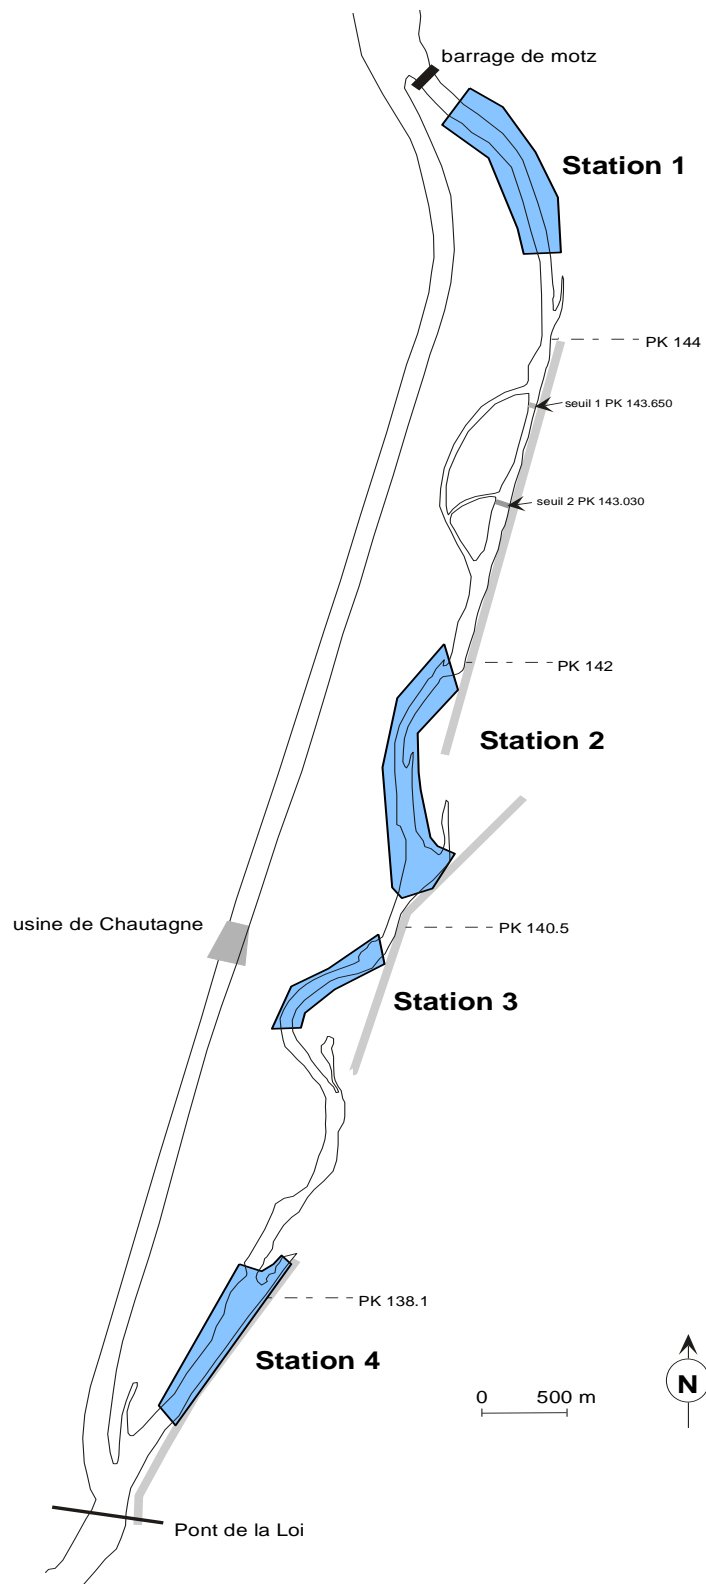 barrage de motz
Station 1
PK 144
seuil 1 PK 143.650
seuil 2 PK 143.030
PK 142
Station 2
usine de Chautagne
PK 140.5
Station 3
PK 138.1
Station 4
0 500 m
N
Pont de la Loi